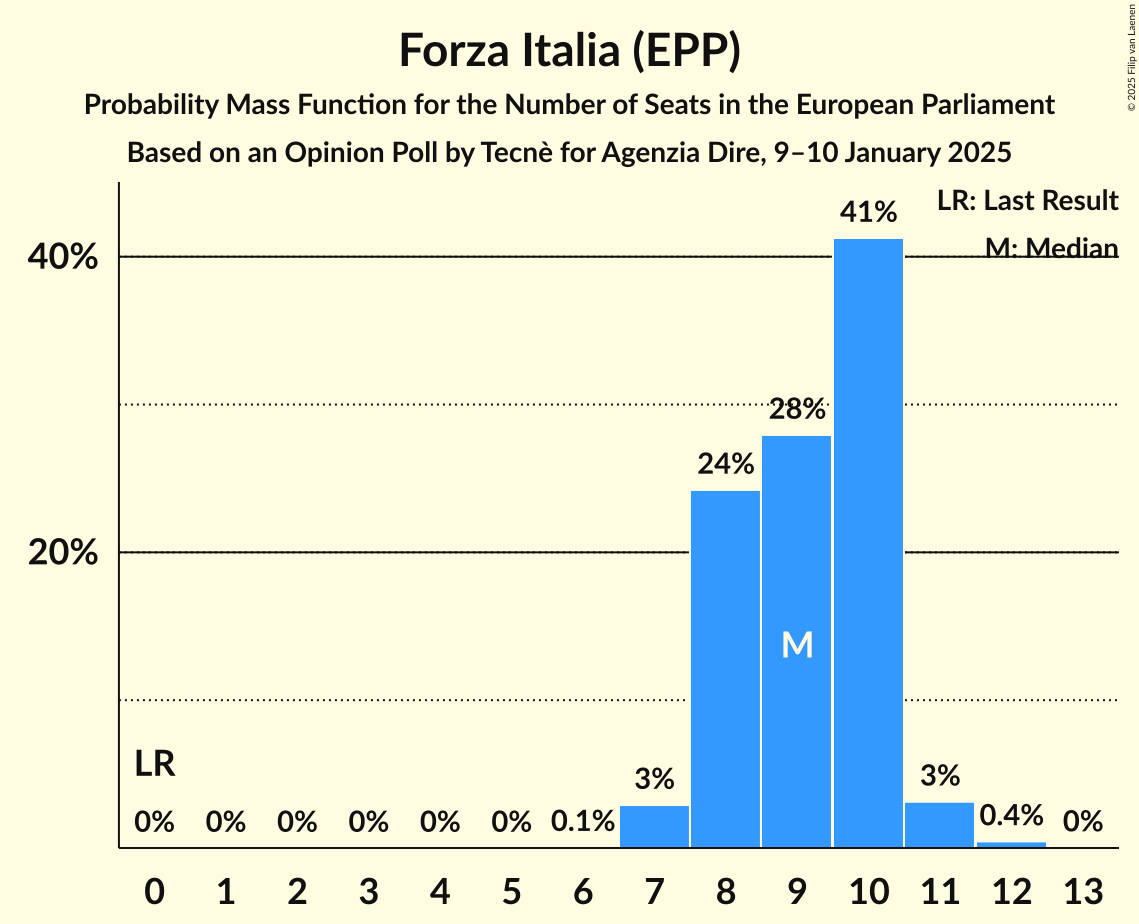 Forza Italia (EPP)
Probability Mass Function for the Number of Seats in the European Parliament
Based on an Opinion Poll by Tecnè for Agenzia Dire, 9–10 January 2025
© 2025 Filip van Laenen
LR: Last Result
M: Median
41%
40%
28%
24%
20%
M
LR
3%
3%
0% 0% 0% 0% 0% 0% 0.1% 0.4% 0%
0 1 2 3 4 5 6 7 8 9 10 11 12 13